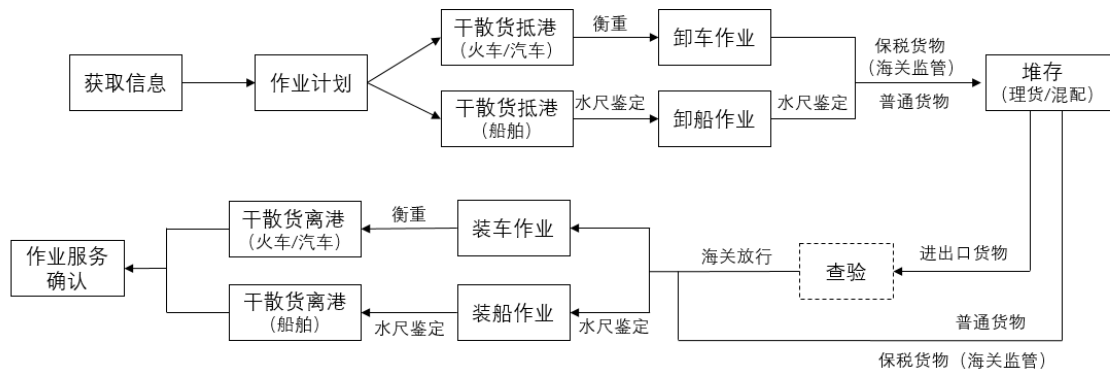 获取信息
作业计划
干散货抵港
（火车/汽车）
衡重
卸车作业
干散货抵港
（船舶）
水尺鉴定
卸船作业
水尺鉴定
保税货物
（海关监管）
普通货物
堆存
（理货/混配）
进出口货物
查验
海关放行
普通货物
保税货物（海关监管）
装车作业
衡重
干散货离港
（火车/汽车）
水尺鉴定
装船作业
水尺鉴定
干散货离港
（船舶）
作业服务
确认